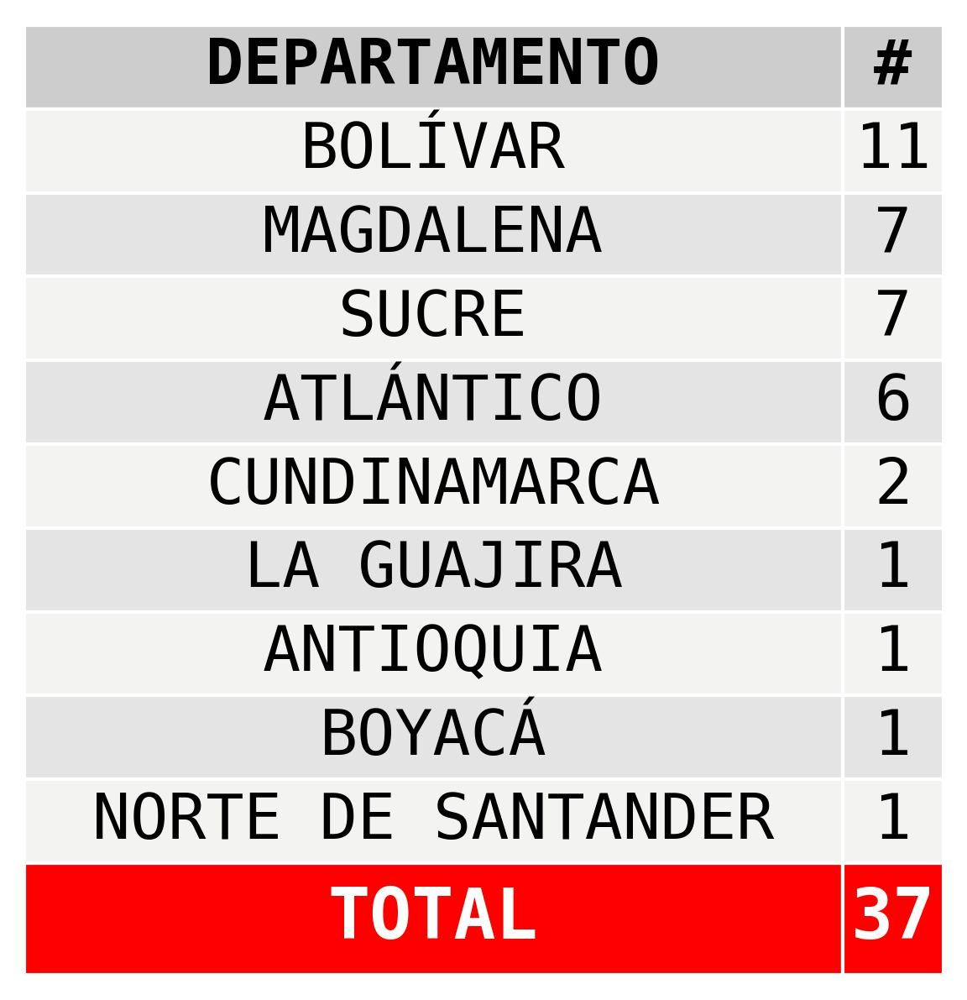 DEPARTAMENTO #
BOLÍVAR 11
MAGDALENA 7
SUCRE 7
ATLÁNTICO 6
CUNDINAMARCA 2
LA GUAJIRA 1
ANTIOQUIA 1
BOYACÁ 1
NORTE DE SANTANDER 1
TOTAL 37